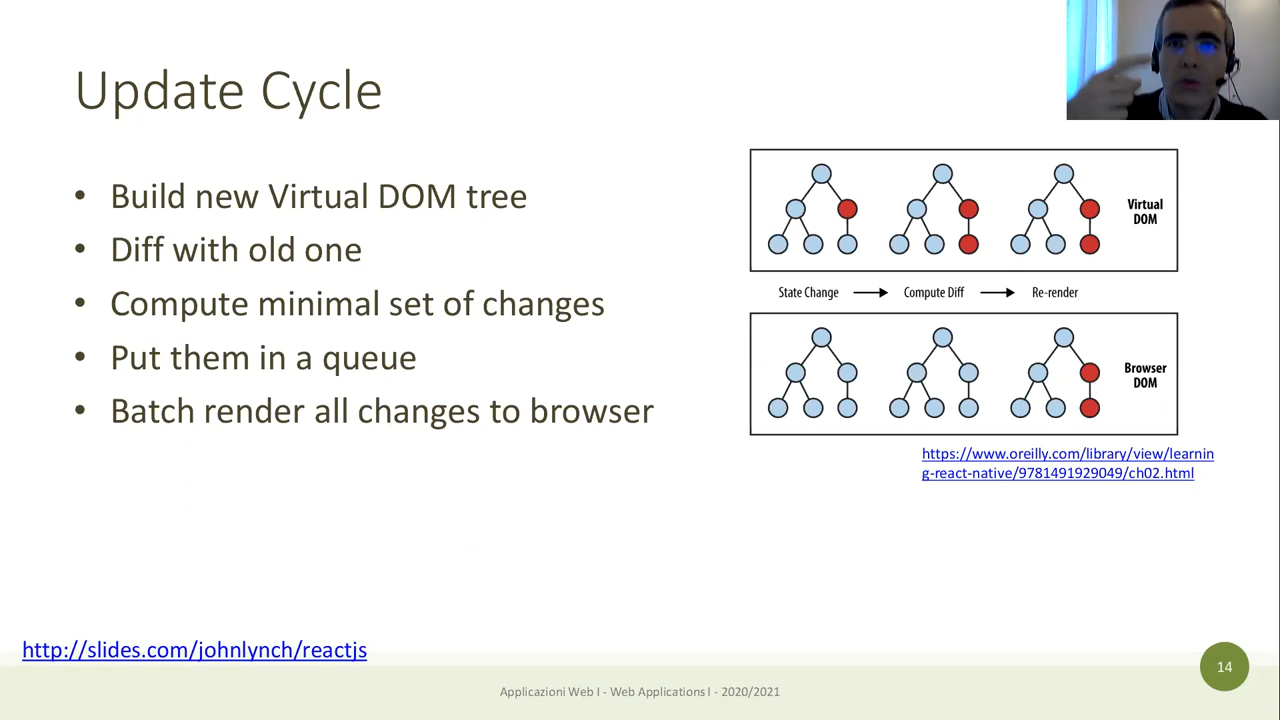 Update Cycle
• Build new Virtual DOM tree
• Diff with old one
• Compute minimal set of changes
• Put them in a queue
• Batch render all changes to browser
Virtual
DOM
State Change
Compute Diff
Re-render
Browser
DOM
https://www.oreilly.com/library/view/learnin
g-react-native/9781491929049/ch02.html
http://slides.com/johnlynch/reactjs
Applicazioni Web I - Web Applications I - 2020/2021
14